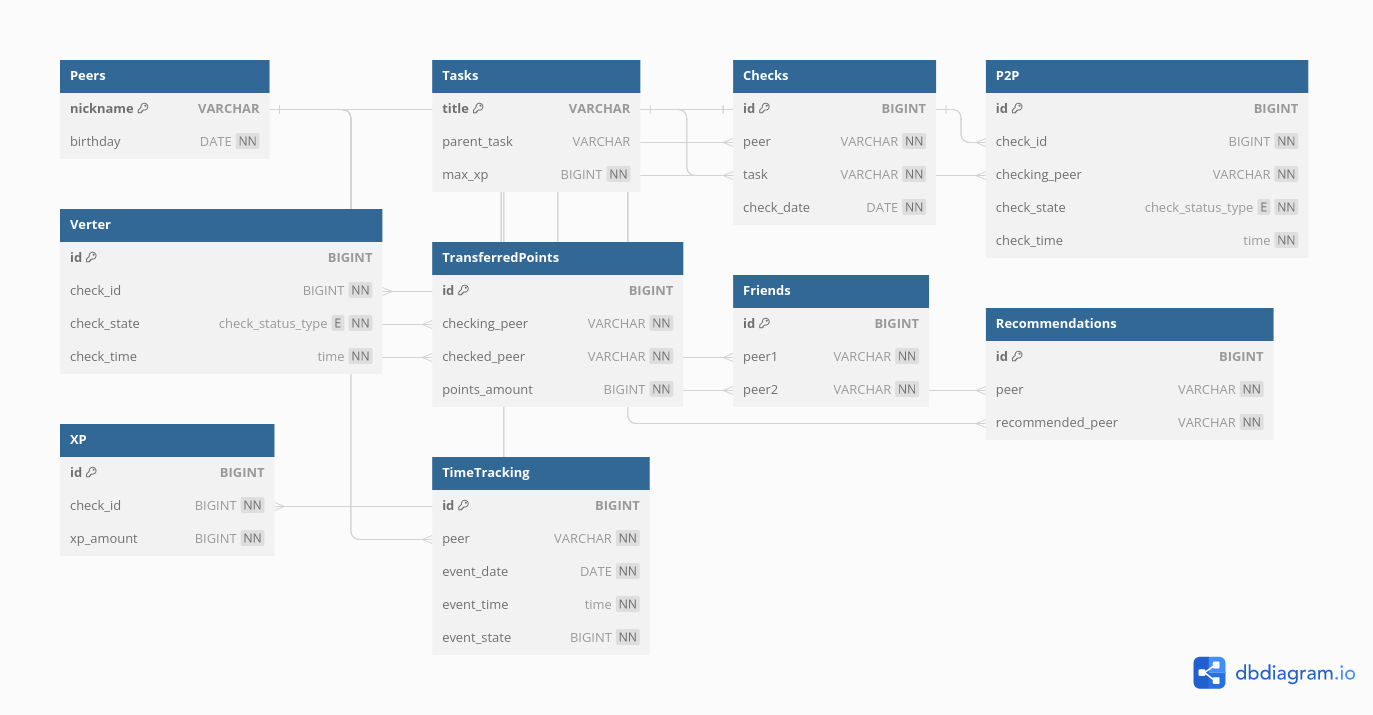 Peers
nickname VARCHAR
birthday DATE NN
Tasks
title VARCHAR
parent_task VARCHAR
max_xp BIGINT NN
Checks
id BIGINT
peer VARCHAR NN
task VARCHAR NN
check_date DATE NN
P2P
id BIGINT
check_id BIGINT NN
checking_peer VARCHAR NN
check_state check_status_type E NN
check_time time NN
Verter
id BIGINT
check_id BIGINT NN
check_state check_status_type E NN
check_time time NN
TransferredPoints
id BIGINT
checking_peer VARCHAR NN
checked_peer VARCHAR NN
points_amount BIGINT NN
Friends
id BIGINT
peer1 VARCHAR NN
peer2 VARCHAR NN
Recommendations
id BIGINT
peer VARCHAR NN
recommended_peer VARCHAR NN
XP
id BIGINT
check_id BIGINT NN
xp_amount BIGINT NN
TimeTracking
id BIGINT
peer VARCHAR NN
event_date DATE NN
event_time time NN
event_state BIGINT NN
dbdiagram.io